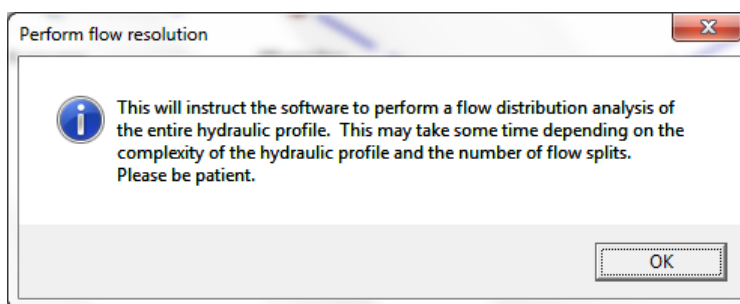 Perform flow resolution
This will instruct the software to perform a flow distribution analysis of
the entire hydraulic profile.  This may take some time depending on the
complexity of the hydraulic profile and the number of flow splits.
Please be patient.
OK